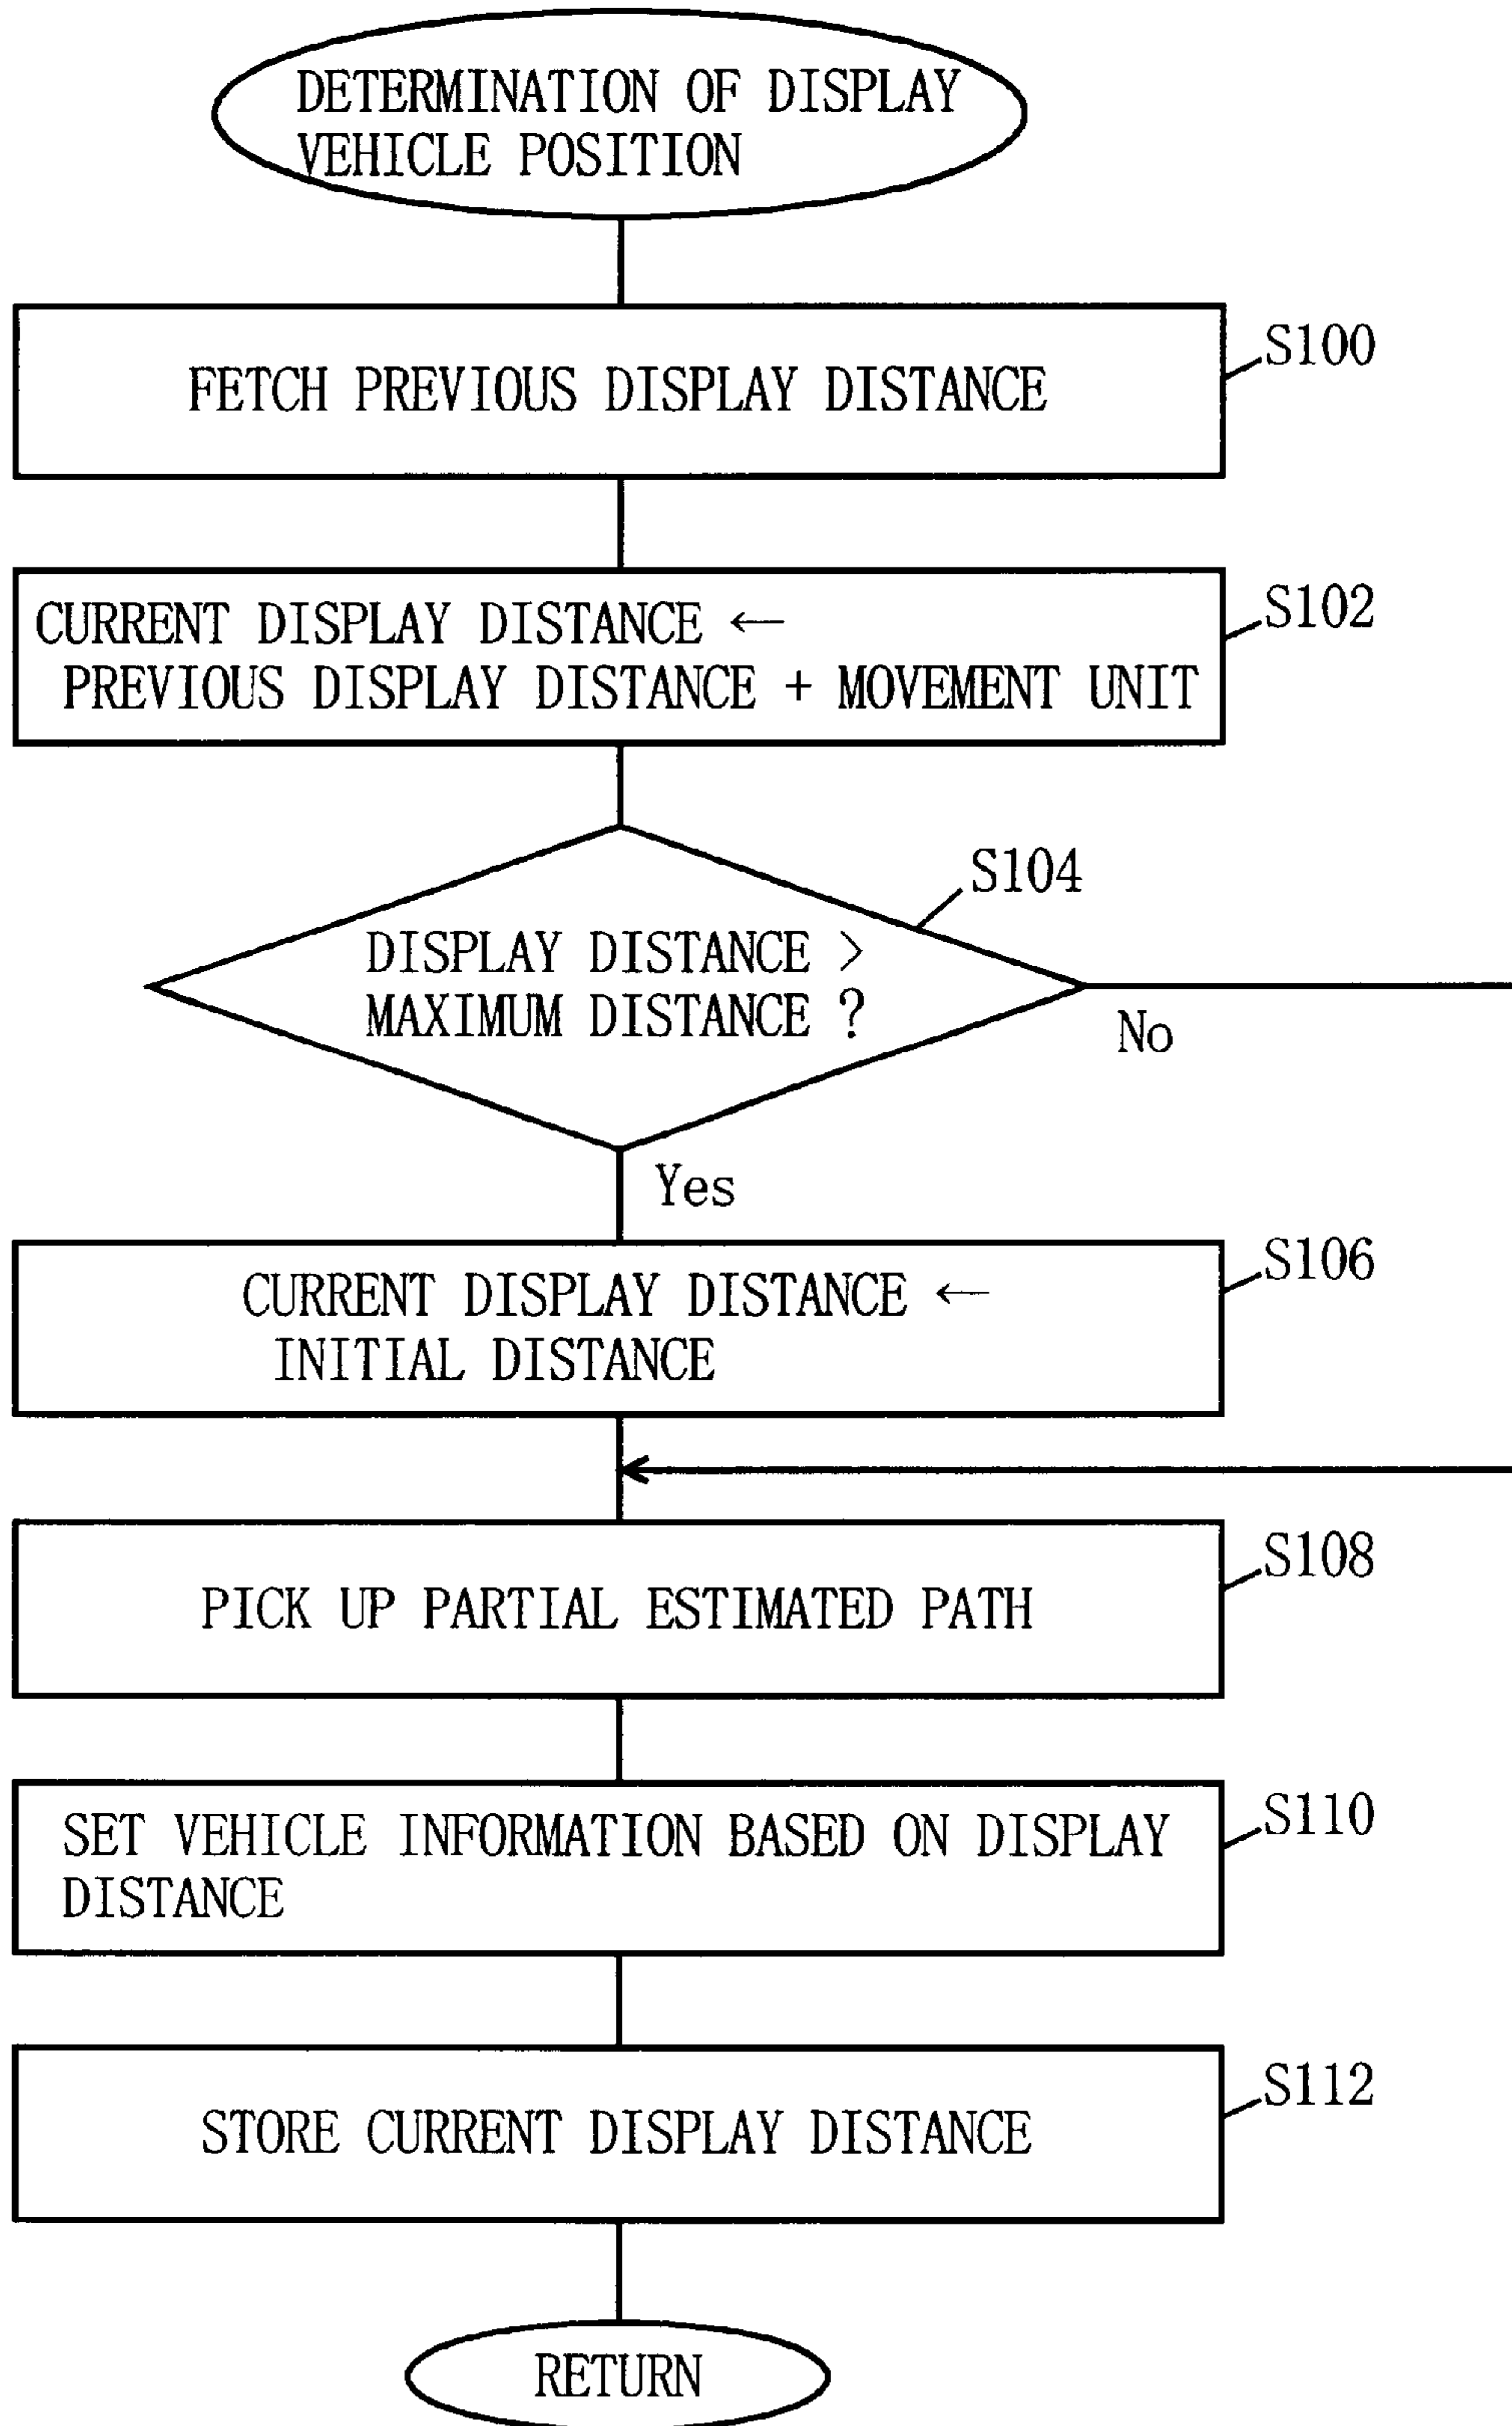 DETERMINATION OF DISPLAY
VEHICLE POSITION
S100
FETCH PREVIOUS DISPLAY DISTANCE
S102
CURRENT DISPLAY DISTANCE ←
PREVIOUS DISPLAY DISTANCE + MOVEMENT UNIT
S104
DISPLAY DISTANCE >
MAXIMUM DISTANCE ?
No
Yes
S106
CURRENT DISPLAY DISTANCE ←
INITIAL DISTANCE
S108
PICK UP PARTIAL ESTIMATED PATH
S110
SET VEHICLE INFORMATION BASED ON DISPLAY
DISTANCE
S112
STORE CURRENT DISPLAY DISTANCE
RETURN